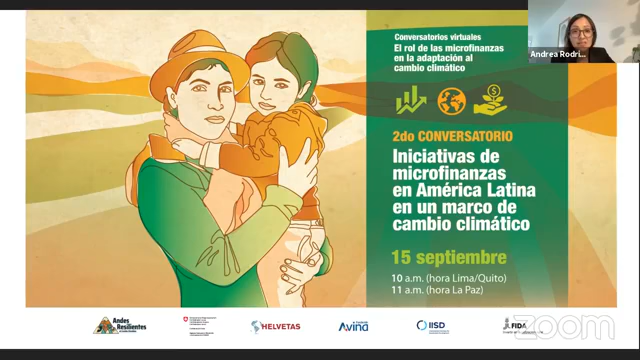 Andrea Rodrí...
Conversatorios virtuales
El rol de las microfinanzas
en la adaptación al
cambio climático
2do CONVERSATORIO
Iniciativas de
microfinanzas
en América Latina
en un marco de
cambio climático
15 septiembre
10 a.m. (hora Lima/Quito)
11 a.m. (hora La Paz)
Andes
Resilientes
HELVETAS
Avina
IISD
FIDA
zoom